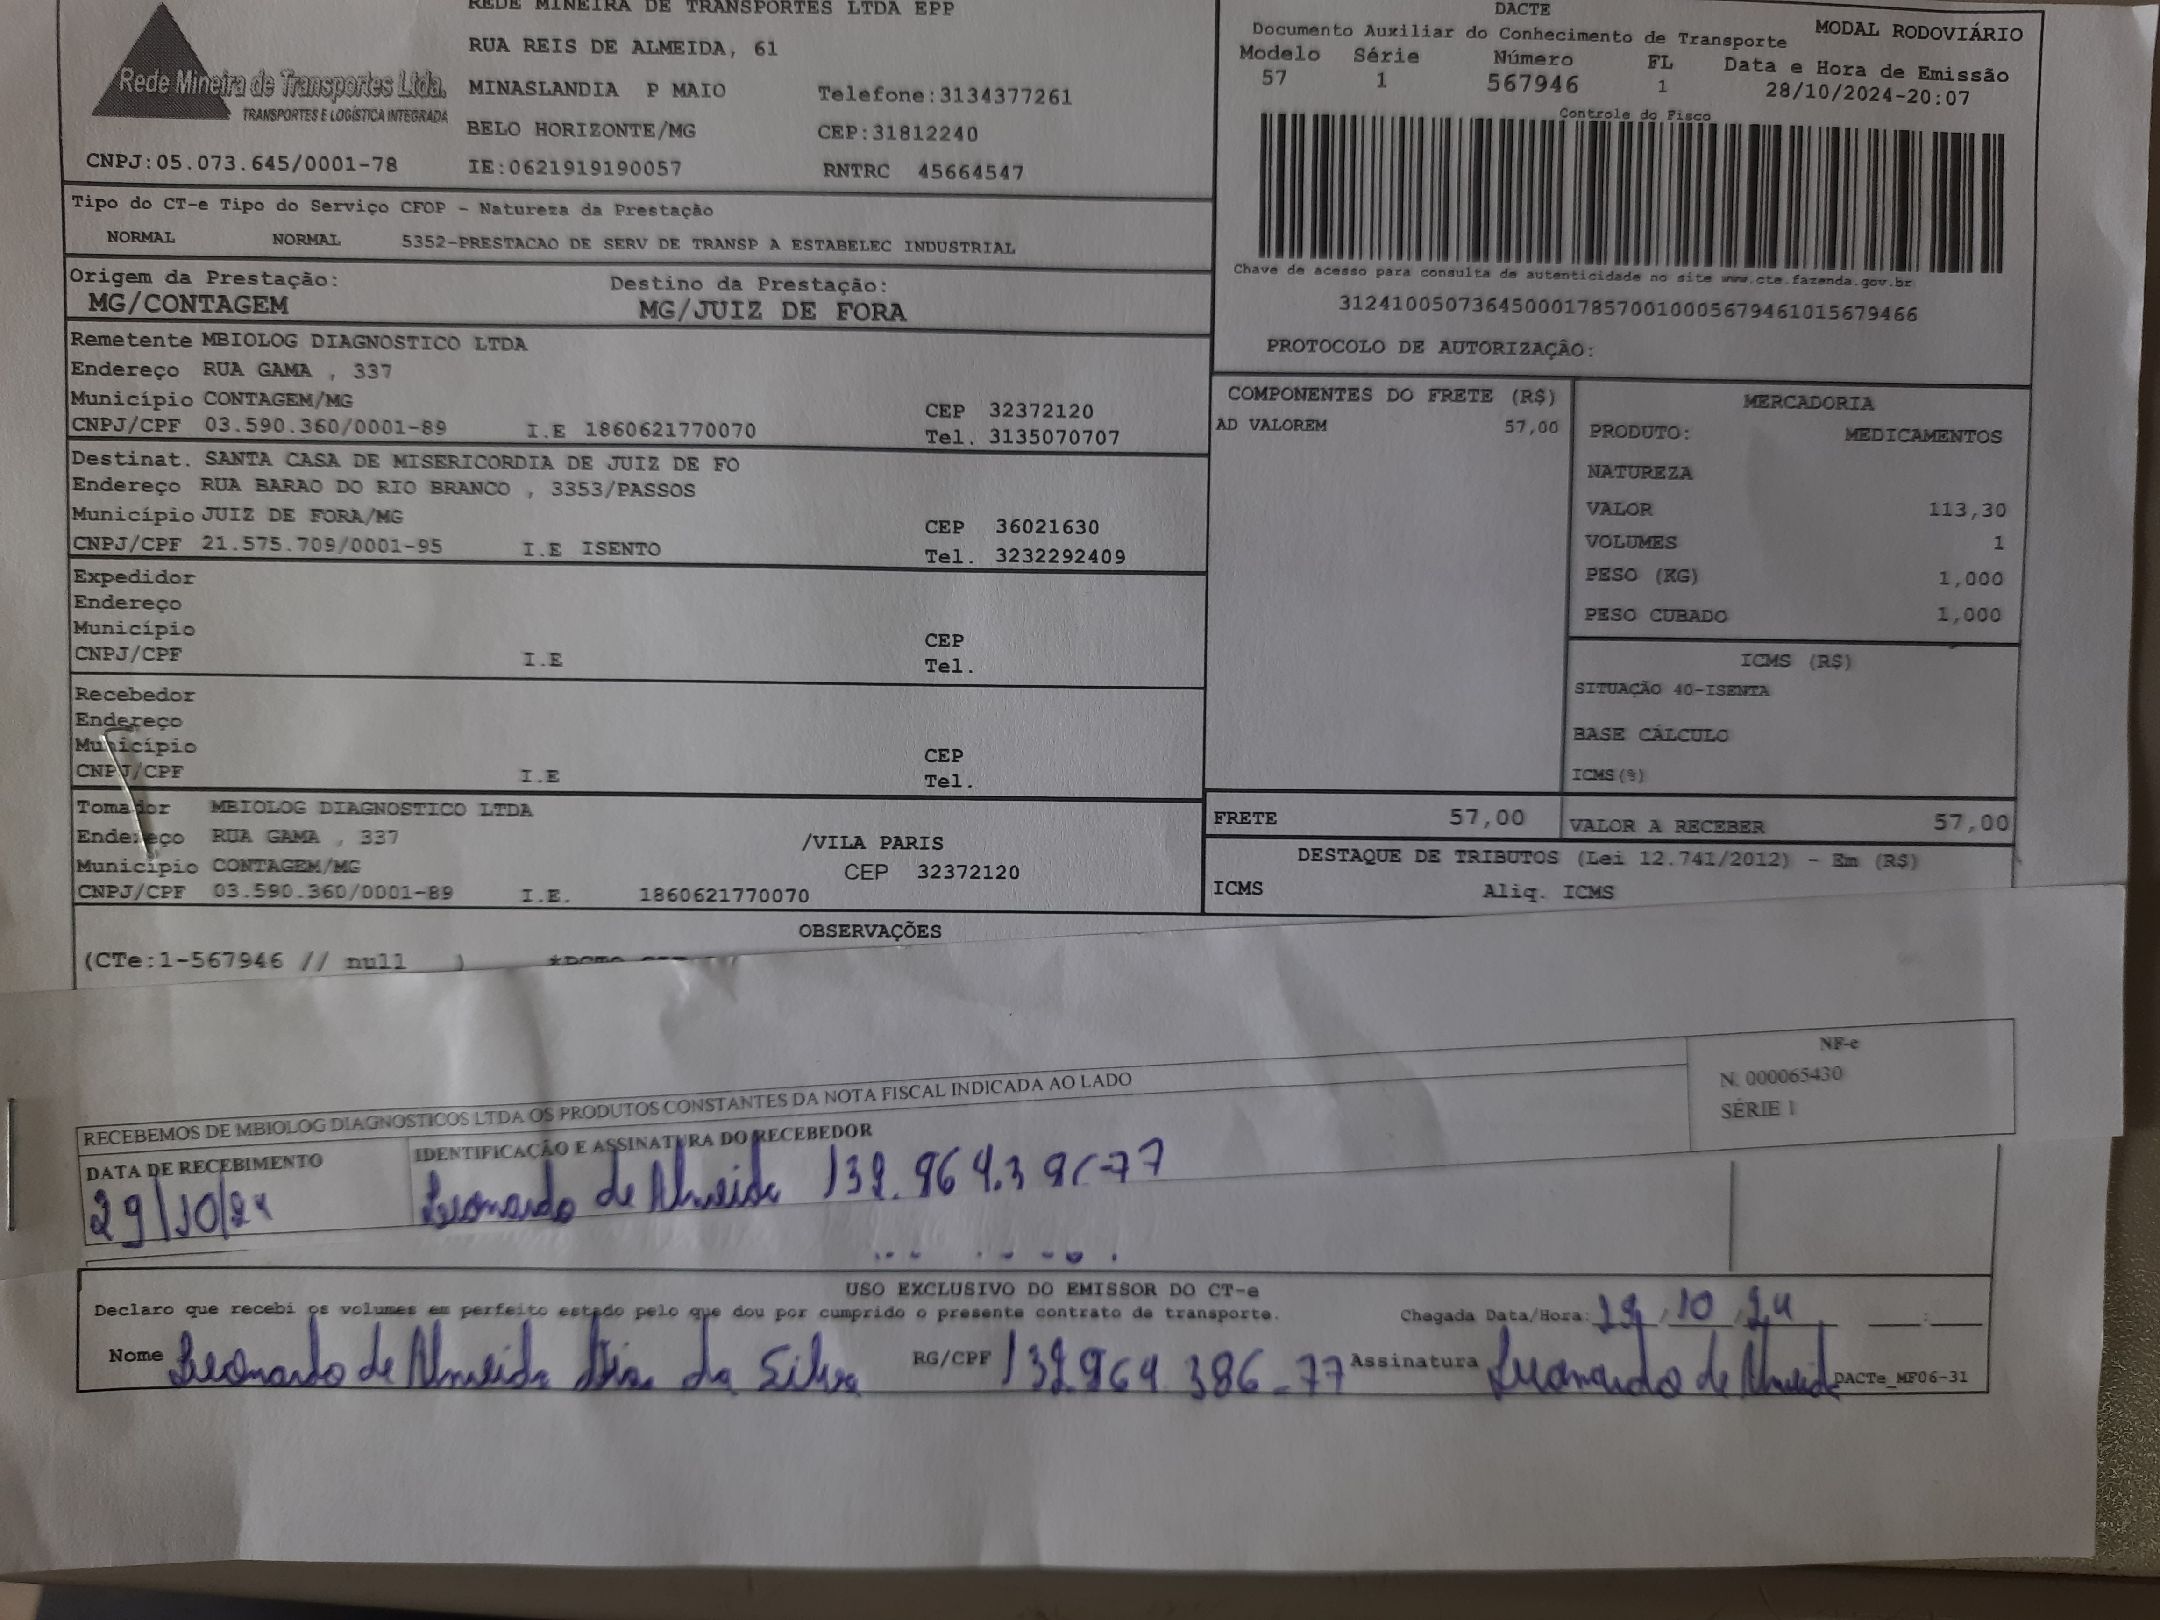 REDE MINEIRA DE TRANSPORTES LTDA EPP
RUA REIS DE ALMEIDA, 61
MINASLANDIA P MAIO Telefone:3134377261
BELO HORIZONTE/MG CEP:31812240
IE:0621919190057 RNTRC 45664547
Rede Mineira de Transportes Ltda.
TRANSPORTES E LOGÍSTICA INTEGRADA
CNPJ:05.073.645/0001-78
DACTE
Documento Auxiliar do Conhecimento de Transporte MODAL RODOVIÁRIO
Modelo Série Número FL Data e Hora de Emissão
57 1 567946 1 28/10/2024-20:07
Controle do Fisco
Chave de acesso para consulta de autenticidade no site www.cte.fazenda.gov.br
31241005073645000178570010005679461015679466
PROTOCOLO DE AUTORIZAÇÃO:
Tipo do CT-e Tipo do Serviço CFOP - Natureza da Prestação
NORMAL NORMAL 5352-PRESTACAO DE SERV DE TRANSP A ESTABELEC INDUSTRIAL
Origem da Prestação: Destino da Prestação:
MG/CONTAGEM MG/JUIZ DE FORA
Remetente MBIOLOG DIAGNOSTICO LTDA
Endereço RUA GAMA , 337
Município CONTAGEM/MG CEP 32372120
CNPJ/CPF 03.590.360/0001-89 I.E 1860621770070 Tel. 3135070707
Destinat. SANTA CASA DE MISERICORDIA DE JUIZ DE FO
Endereço RUA BARAO DO RIO BRANCO , 3353/PASSOS
Município JUIZ DE FORA/MG CEP 36021630
CNPJ/CPF 21.575.709/0001-95 I.E ISENTO Tel. 3232292409
Expedidor
Endereço
Município CEP
CNPJ/CPF I.E Tel.
Recebedor
Endereço
Município CEP
CNPJ/CPF I.E Tel.
Tomador MBIOLOG DIAGNOSTICO LTDA
Endereço RUA GAMA , 337 /VILA PARIS
Município CONTAGEM/MG CEP 32372120
CNPJ/CPF 03.590.360/0001-89 I.E. 1860621770070
COMPONENTES DO FRETE (R$)
AD VALOREM 57,00
MERCADORIA
PRODUTO: MEDICAMENTOS
NATUREZA
VALOR 113,30
VOLUMES 1
PESO (KG) 1,000
PESO CUBADO 1,000
ICMS (R$)
SITUAÇÃO 40-ISENTA
BASE CÁLCULO
ICMS(%)
FRETE 57,00 VALOR A RECEBER 57,00
DESTAQUE DE TRIBUTOS (Lei 12.741/2012) - Em (R$)
ICMS Aliq. ICMS
OBSERVAÇÕES
(CTe:1-567946 // null )
RECEBEMOS DE MBIOLOG DIAGNOSTICOS LTDA OS PRODUTOS CONSTANTES DA NOTA FISCAL INDICADA AO LADO
NF-e
N. 000065430
SÉRIE 1
DATA DE RECEBIMENTO IDENTIFICAÇÃO E ASSINATURA DO RECEBEDOR
29/10/24 Leonardo de Almeida
USO EXCLUSIVO DO EMISSOR DO CT-e
Declaro que recebi os volumes em perfeito estado pelo que dou por cumprido o presente contrato de transporte. Chegada Data/Hora: 29/10/24 :
Nome Leonardo de Almeida Dias da Silva RG/CPF 132.964.386-77 Assinatura Leonardo de Almeida DACTe_MF06-31